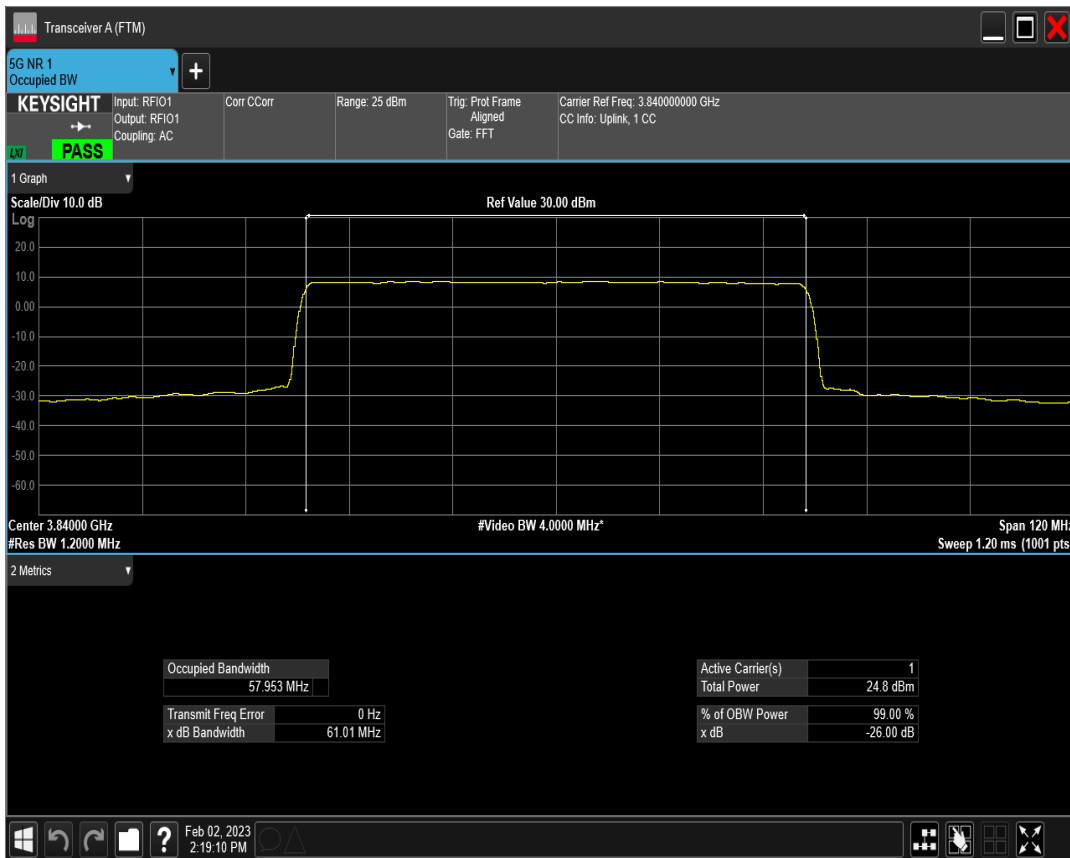 Transceiver A (FTM)
5G NR 1
Occupied BW
+
KEYSIGHT
LXI
PASS
Input: RFIO1
Output: RFIO1
Coupling: AC
Corr CCorr
Range: 25 dBm
Trig: Prot Frame
Aligned
Gate: FFT
Carrier Ref Freq: 3.840000000 GHz
CC Info: Uplink, 1 CC
1 Graph
Scale/Div 10.0 dB
Ref Value 30.00 dBm
Log
20.0
10.0
0.00
-10.0
-20.0
-30.0
-40.0
-50.0
-60.0
Center 3.84000 GHz
#Video BW 4.0000 MHz*
Span 120 MHz
#Res BW 1.2000 MHz
Sweep 1.20 ms (1001 pts
2 Metrics
Occupied Bandwidth
57.953 MHz
Transmit Freq Error 0 Hz
x dB Bandwidth 61.01 MHz
Active Carrier(s) 1
Total Power 24.8 dBm
% of OBW Power 99.00 %
x dB -26.00 dB
?
Feb 02, 2023
2:19:10 PM